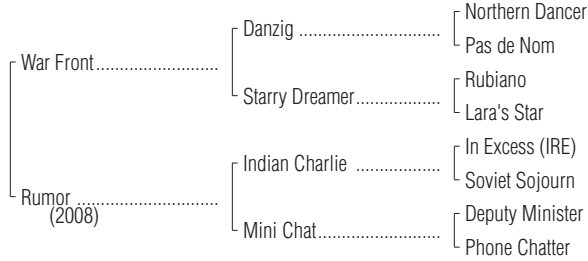 Northern Dancer
Danzig ..............................
Pas de Nom
War Front..........................
Rubiano
Starry Dreamer..................
Lara's Star
In Excess (IRE)
Indian Charlie ..................
Soviet Sojourn
Rumor ..............................
(2008)
Deputy Minister
Mini Chat..........................
Phone Chatter